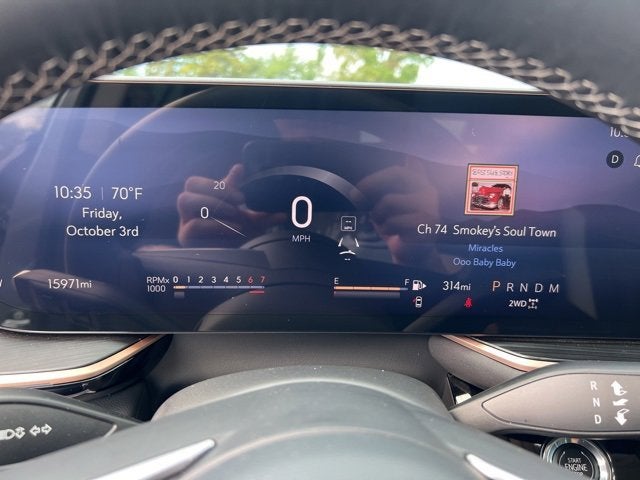 10:35 70°F
Friday,
October 3rd
20
0
0
MPH
--
MPH
--
D
Ch 74 Smokey's Soul Town
Miracles
Ooo Baby Baby
15971mi
RPMx
1000
0 1 2 3 4 5 6 7
E F
314mi
P R N D M
2WD
R
N
D
START
ENGINE